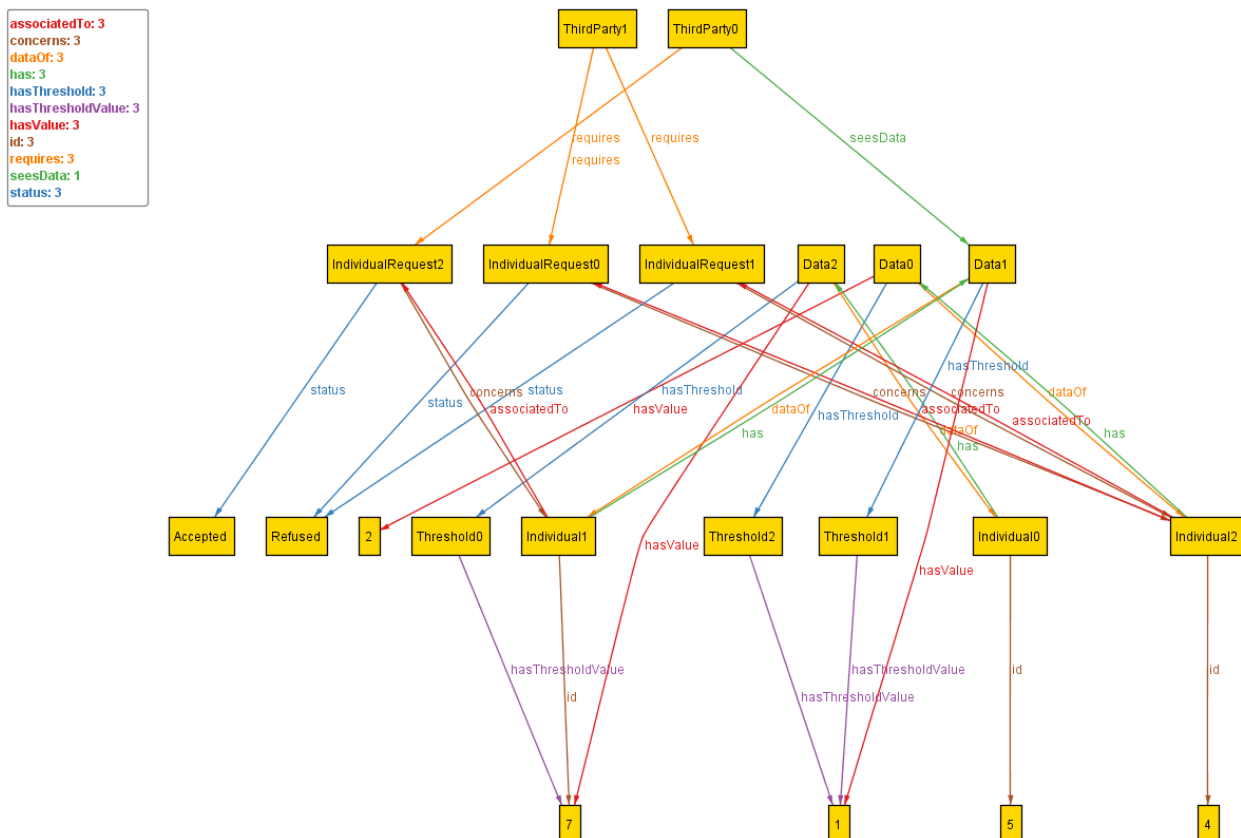 associatedTo: 3
concerns: 3
dataOf: 3
has: 3
hasThreshold: 3
hasThresholdValue: 3
hasValue: 3
id: 3
requires: 3
seesData: 1
status: 3
ThirdParty1
ThirdParty0
requires
requires
seesData
requires
IndividualRequest2
IndividualRequest0
IndividualRequest1
Data2
Data0
Data1
hasThreshold
status
concerns
status
hasThreshold
concerns
concerns
dataOf
status
associatedTo
hasValue
dataOf
hasThreshold
associatedTo
associatedTo
has
dataOf
has
has
Accepted
Refused
2
Threshold0
Individual1
Threshold2
Threshold1
Individual0
Individual2
hasValue
hasValue
hasThresholdValue
hasThresholdValue
id
id
id
hasThresholdValue
7
1
5
4